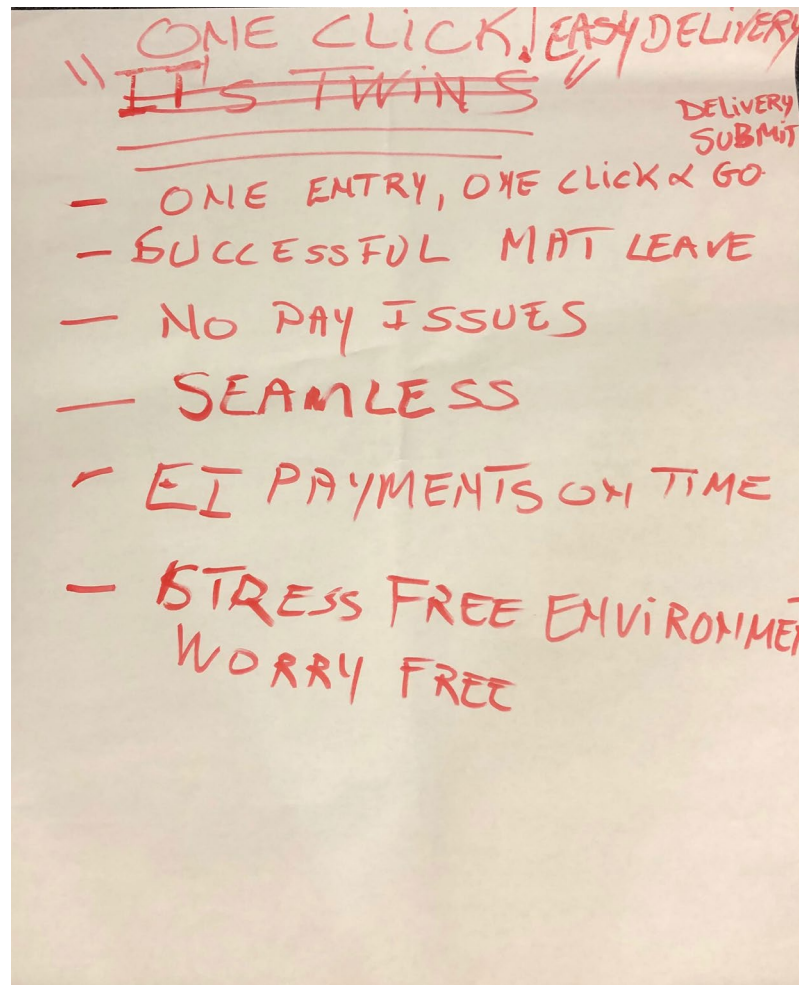 ONE CLICK! EASY DELIVERY
"IT'S TWINS"
DELIVERY
SUBMIT
- ONE ENTRY, ONE CLICK & GO
- SUCCESSFUL MAT LEAVE
- NO PAY ISSUES
- SEAMLESS
- EI PAYMENTS ON TIME
- STRESS FREE ENVIRONMEN
WORRY FREE